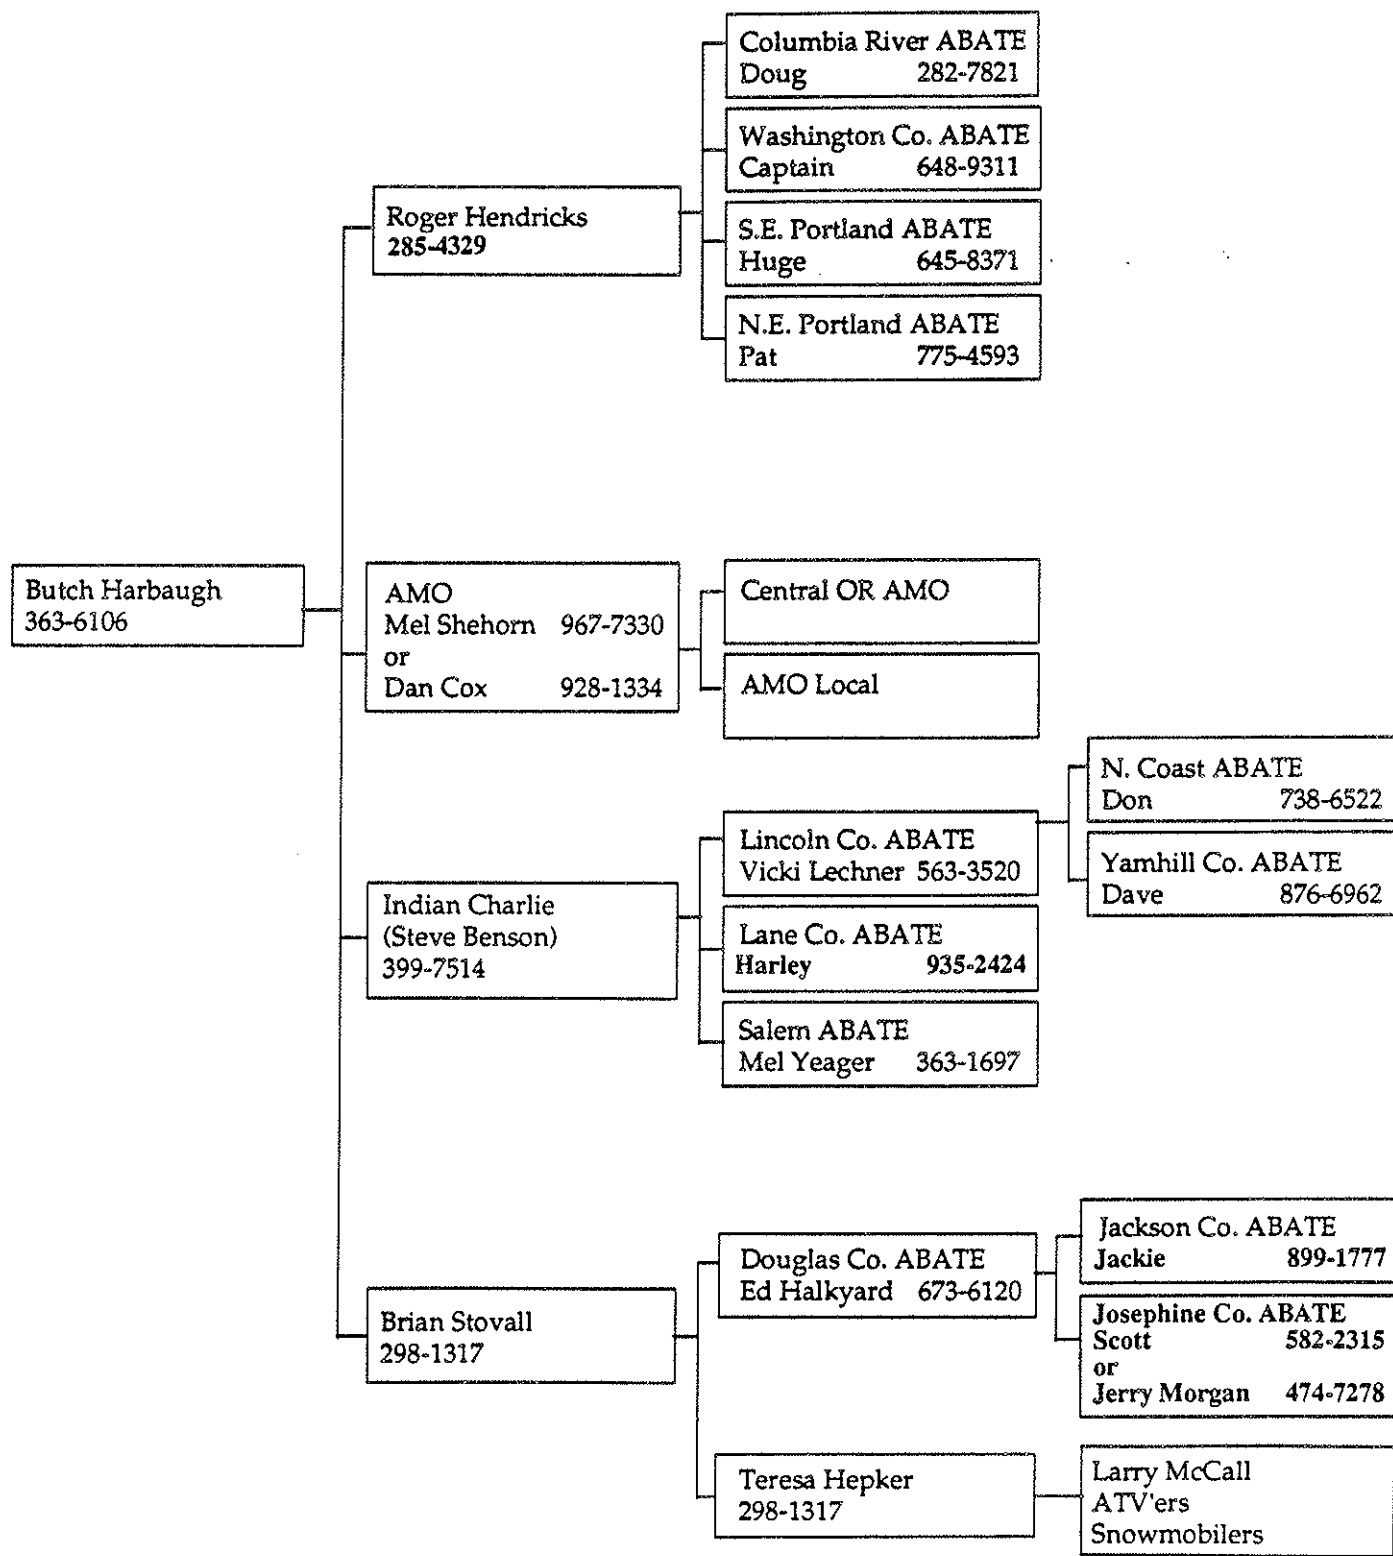 Columbia River ABATE
Doug 282-7821
Washington Co. ABATE
Captain 648-9311
Roger Hendricks
285-4329
S.E. Portland ABATE
Huge 645-8371
N.E. Portland ABATE
Pat 775-4593
Butch Harbaugh
363-6106
AMO
Mel Shehorn 967-7330
or
Dan Cox 928-1334
Central OR AMO
AMO Local
N. Coast ABATE
Don 738-6522
Yamhill Co. ABATE
Dave 876-6962
Lincoln Co. ABATE
Vicki Lechner 563-3520
Indian Charlie
(Steve Benson)
399-7514
Lane Co. ABATE
Harley 935-2424
Salem ABATE
Mel Yeager 363-1697
Jackson Co. ABATE
Jackie 899-1777
Douglas Co. ABATE
Ed Halkyard 673-6120
Brian Stovall
298-1317
Josephine Co. ABATE
Scott 582-2315
or
Jerry Morgan 474-7278
Teresa Hepker
298-1317
Larry McCall
ATV'ers
Snowmobilers